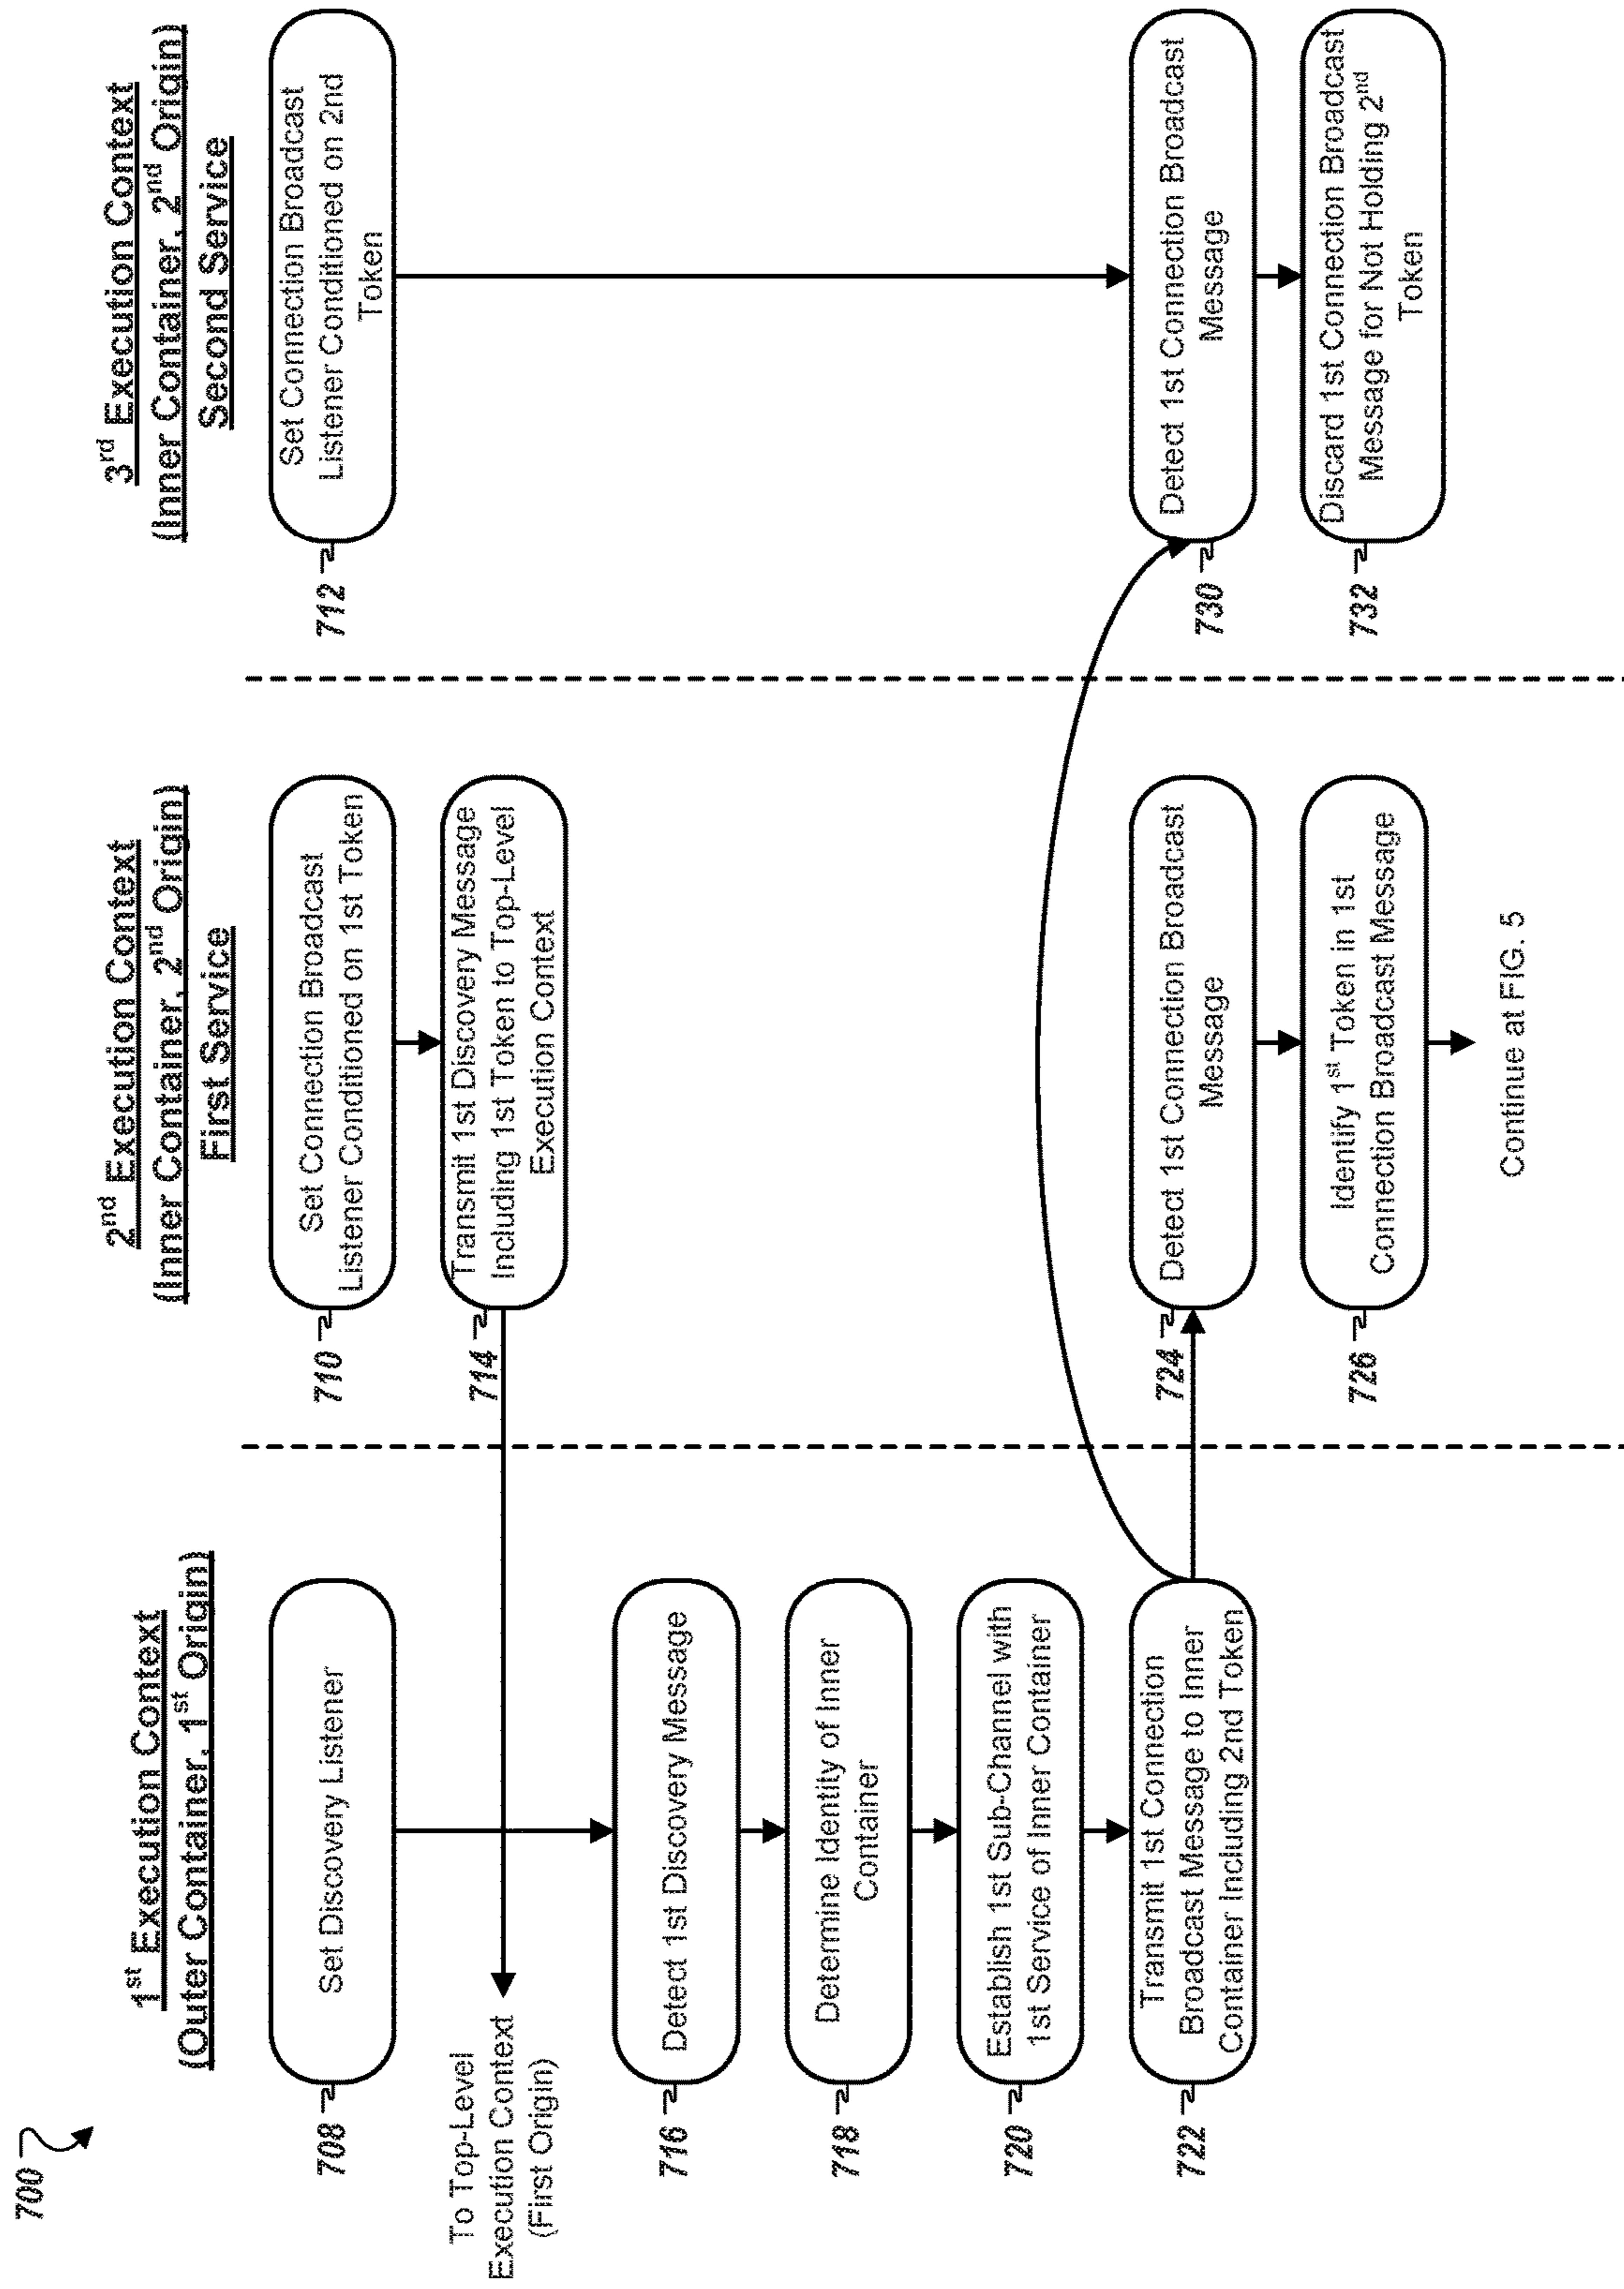 700
1st Execution Context
(Outer Container, 1st Origin)
2nd Execution Context
(Inner Container, 2nd Origin)
First Service
3rd Execution Context
(Inner Container, 2nd Origin)
Second Service
708
Set Discovery Listener
710
Set Connection Broadcast
Listener Conditioned on 1st Token
712
Set Connection Broadcast
Listener Conditioned on 2nd
Token
714
Transmit 1st Discovery Message
Including 1st Token to Top-Level
Execution Context
To Top-Level
Execution Context
(First Origin)
716
Detect 1st Discovery Message
718
Determine Identity of Inner
Container
720
Establish 1st Sub-Channel with
1st Service of Inner Container
722
Transmit 1st Connection
Broadcast Message to Inner
Container Including 2nd Token
724
Detect 1st Connection Broadcast
Message
730
Detect 1st Connection Broadcast
Message
726
Identify 1st Token in 1st
Connection Broadcast Message
732
Discard 1st Connection Broadcast
Message for Not Holding 2nd
Token
Continue at FIG. 5